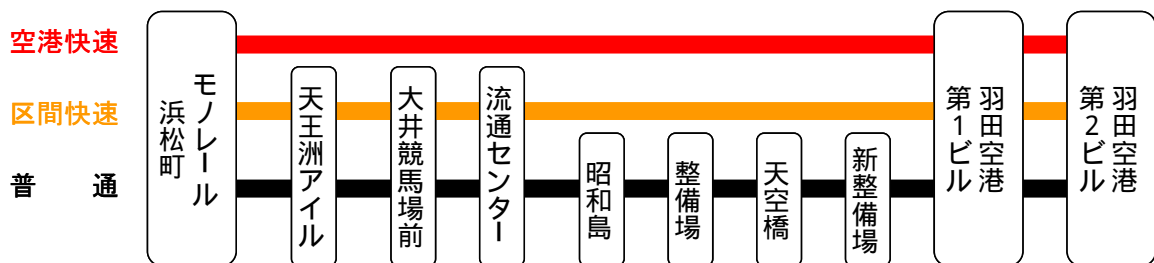 空港快速
区間快速
普　　通
モノレール
浜松町
天王洲アイル
大井競馬場前
流通センター
昭和島
整備場
天空橋
新整備場
羽田空港
第1ビル
羽田空港
第2ビル